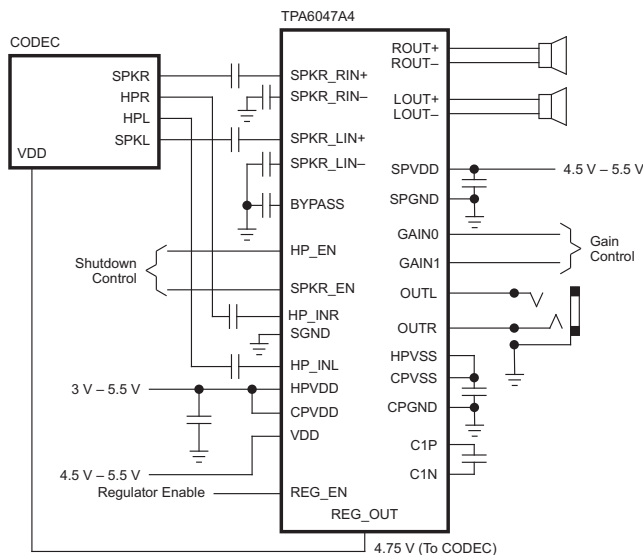 TPA6047A4
CODEC
SPKR
HPR
HPL
SPKL
VDD
SPKR_RIN+
SPKR_RIN–
SPKR_LIN+
SPKR_LIN–
BYPASS
HP_EN
SPKR_EN
HP_INR
SGND
HP_INL
HPVDD
CPVDD
VDD
REG_EN
REG_OUT
Shutdown
Control
3 V – 5.5 V
4.5 V – 5.5 V
Regulator Enable
ROUT+
ROUT–
LOUT+
LOUT–
SPVDD
SPGND
GAIN0
GAIN1
OUTL
OUTR
HPVSS
CPVSS
CPGND
C1P
C1N
4.5 V – 5.5 V
Gain
Control
4.75 V (To CODEC)